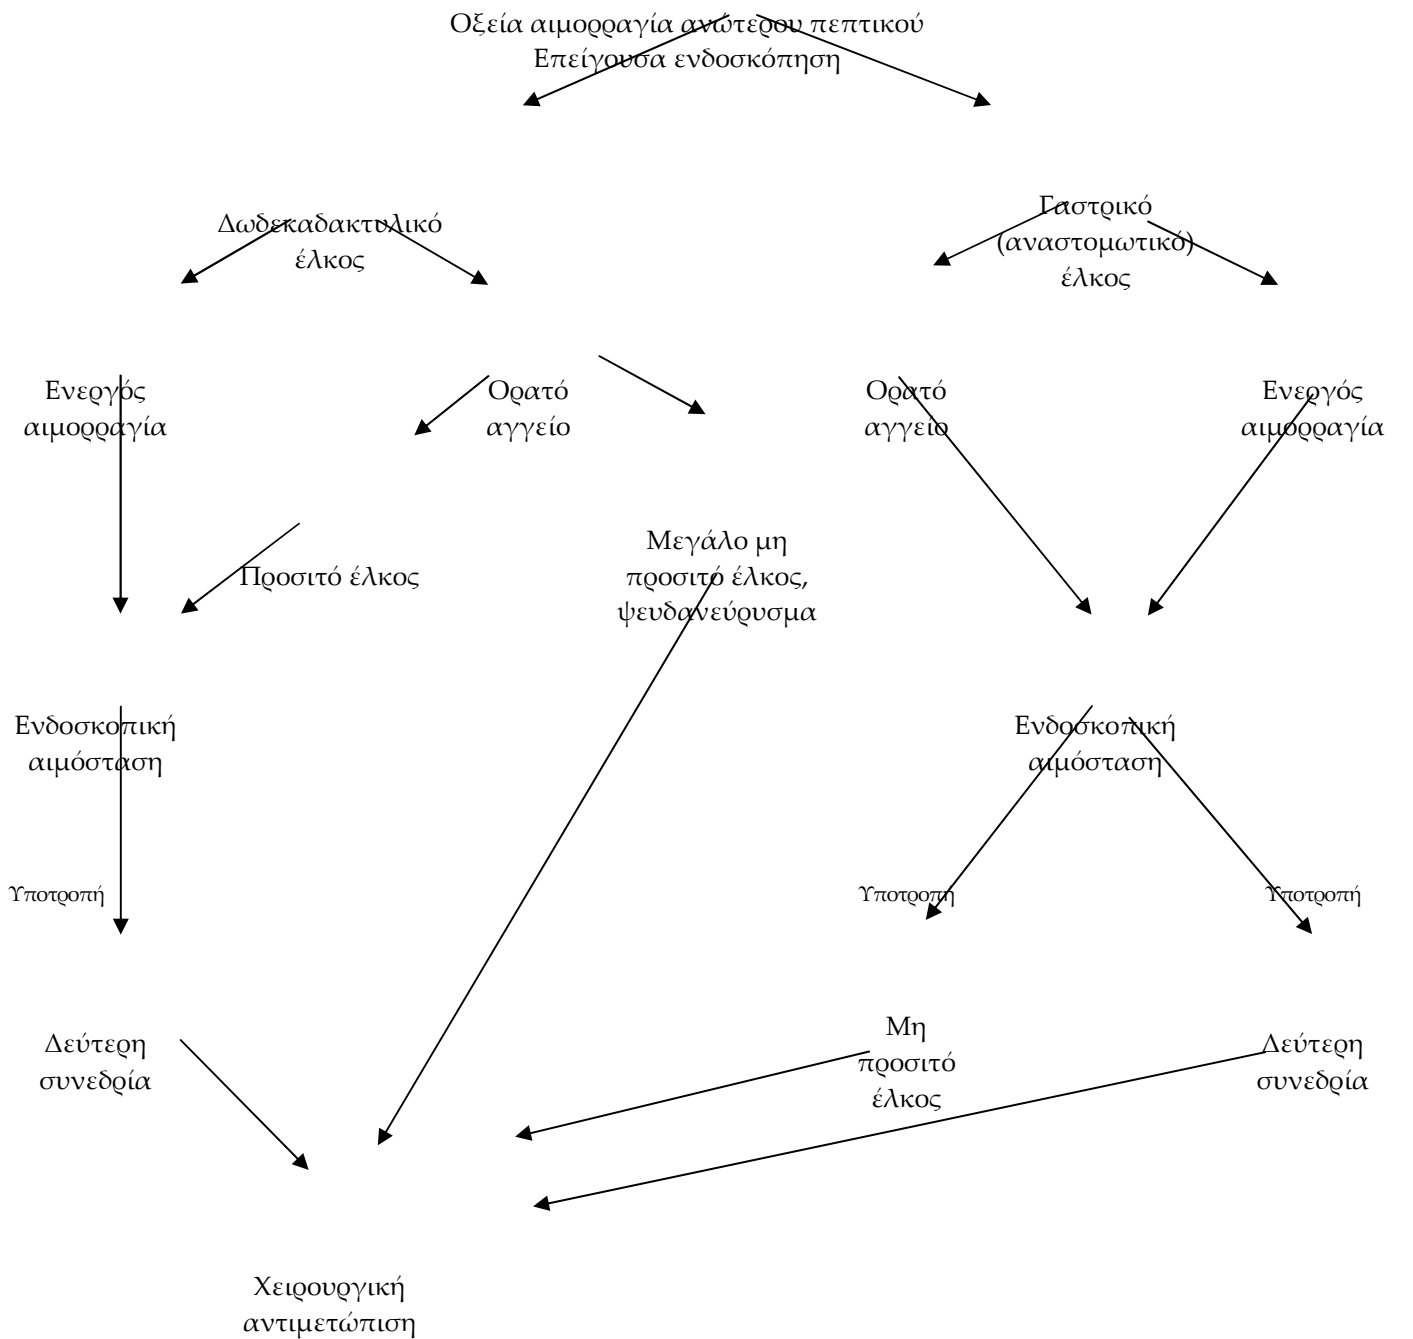 Οξεία αιμορραγία ανώτερου πεπτικού
Επείγουσα ενδοσκόπηση
Δωδεκαδακτυλικό
έλκος
Γαστρικό
(αναστομωτικό)
έλκος
Ενεργός
αιμορραγία
Ορατό
αγγείο
Ορατό
αγγείο
Ενεργός
αιμορραγία
Προσιτό έλκος
Μεγάλο μη
προσιτό έλκος,
ψευδανεύρυσμα
Ενδοσκοπική
αιμόσταση
Ενδοσκοπική
αιμόσταση
Υποτροπή
Υποτροπή
Υποτροπή
Δεύτερη
συνεδρία
Μη
προσιτό
έλκος
Δεύτερη
συνεδρία
Χειρουργική
αντιμετώπιση